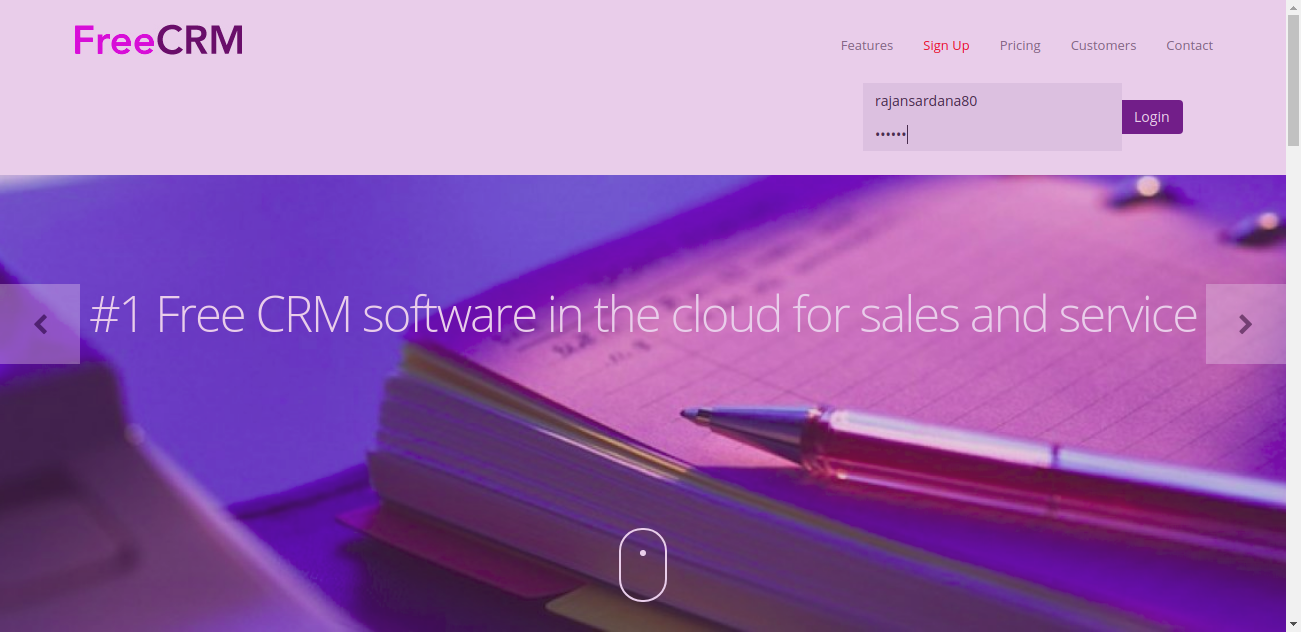 FreeCRM
Features Sign Up Pricing Customers Contact
rajansardana80
••••••
Login
#1 Free CRM software in the cloud for sales and service